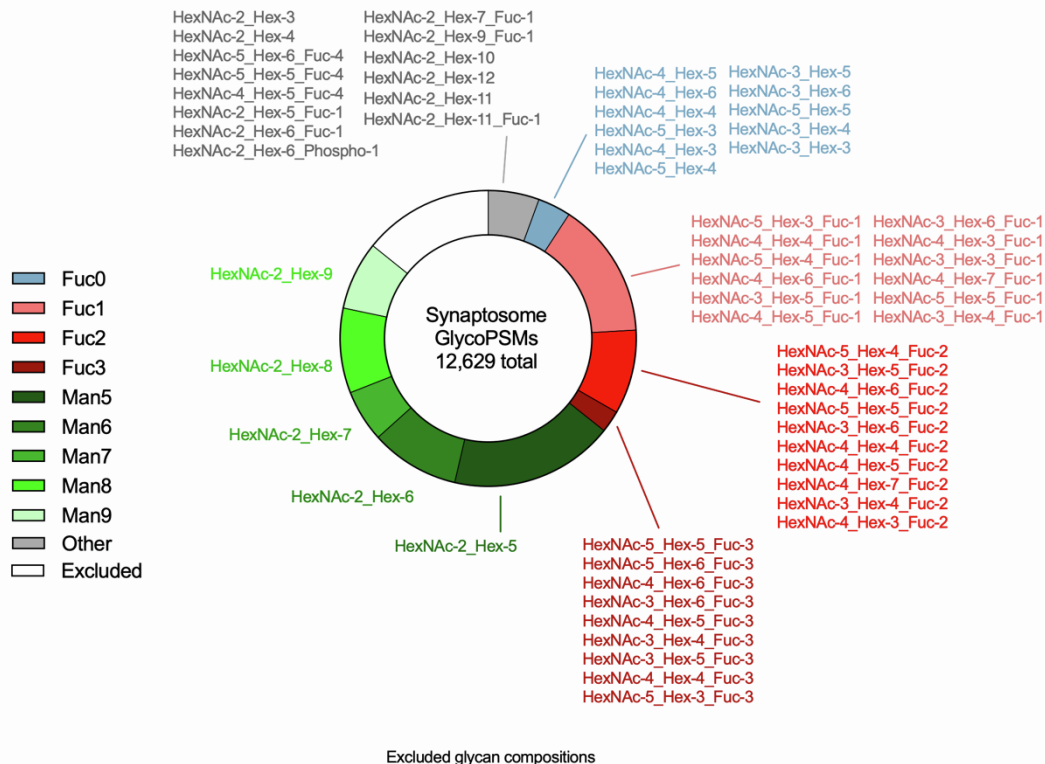 HexNAc-2_Hex-3
HexNAc-2_Hex-4
HexNAc-5_Hex-6_Fuc-4
HexNAc-5_Hex-5_Fuc-4
HexNAc-4_Hex-5_Fuc-4
HexNAc-2_Hex-5_Fuc-1
HexNAc-2_Hex-6_Fuc-1
HexNAc-2_Hex-6_Phospho-1
HexNAc-2_Hex-7_Fuc-1
HexNAc-2_Hex-9_Fuc-1
HexNAc-2_Hex-10
HexNAc-2_Hex-12
HexNAc-2_Hex-11
HexNAc-2_Hex-11_Fuc-1
HexNAc-4_Hex-5
HexNAc-4_Hex-6
HexNAc-4_Hex-4
HexNAc-5_Hex-3
HexNAc-4_Hex-3
HexNAc-5_Hex-4
HexNAc-3_Hex-5
HexNAc-3_Hex-6
HexNAc-5_Hex-5
HexNAc-3_Hex-4
HexNAc-3_Hex-3
HexNAc-5_Hex-3_Fuc-1
HexNAc-4_Hex-4_Fuc-1
HexNAc-5_Hex-4_Fuc-1
HexNAc-4_Hex-6_Fuc-1
HexNAc-3_Hex-5_Fuc-1
HexNAc-4_Hex-5_Fuc-1
HexNAc-3_Hex-6_Fuc-1
HexNAc-4_Hex-3_Fuc-1
HexNAc-3_Hex-3_Fuc-1
HexNAc-4_Hex-7_Fuc-1
HexNAc-5_Hex-5_Fuc-1
HexNAc-3_Hex-4_Fuc-1
Fuc0
Fuc1
Fuc2
Fuc3
Man5
Man6
Man7
Man8
Man9
Other
Excluded
HexNAc-2_Hex-9
HexNAc-2_Hex-8
HexNAc-2_Hex-7
HexNAc-2_Hex-6
HexNAc-2_Hex-5
Synaptosome
GlycoPSMs
12,629 total
HexNAc-5_Hex-4_Fuc-2
HexNAc-3_Hex-5_Fuc-2
HexNAc-4_Hex-6_Fuc-2
HexNAc-5_Hex-5_Fuc-2
HexNAc-3_Hex-6_Fuc-2
HexNAc-4_Hex-4_Fuc-2
HexNAc-4_Hex-5_Fuc-2
HexNAc-4_Hex-7_Fuc-2
HexNAc-3_Hex-4_Fuc-2
HexNAc-4_Hex-3_Fuc-2
HexNAc-5_Hex-5_Fuc-3
HexNAc-5_Hex-6_Fuc-3
HexNAc-4_Hex-6_Fuc-3
HexNAc-3_Hex-6_Fuc-3
HexNAc-4_Hex-5_Fuc-3
HexNAc-3_Hex-4_Fuc-3
HexNAc-3_Hex-5_Fuc-3
HexNAc-4_Hex-4_Fuc-3
HexNAc-5_Hex-3_Fuc-3
Excluded glycan compositions